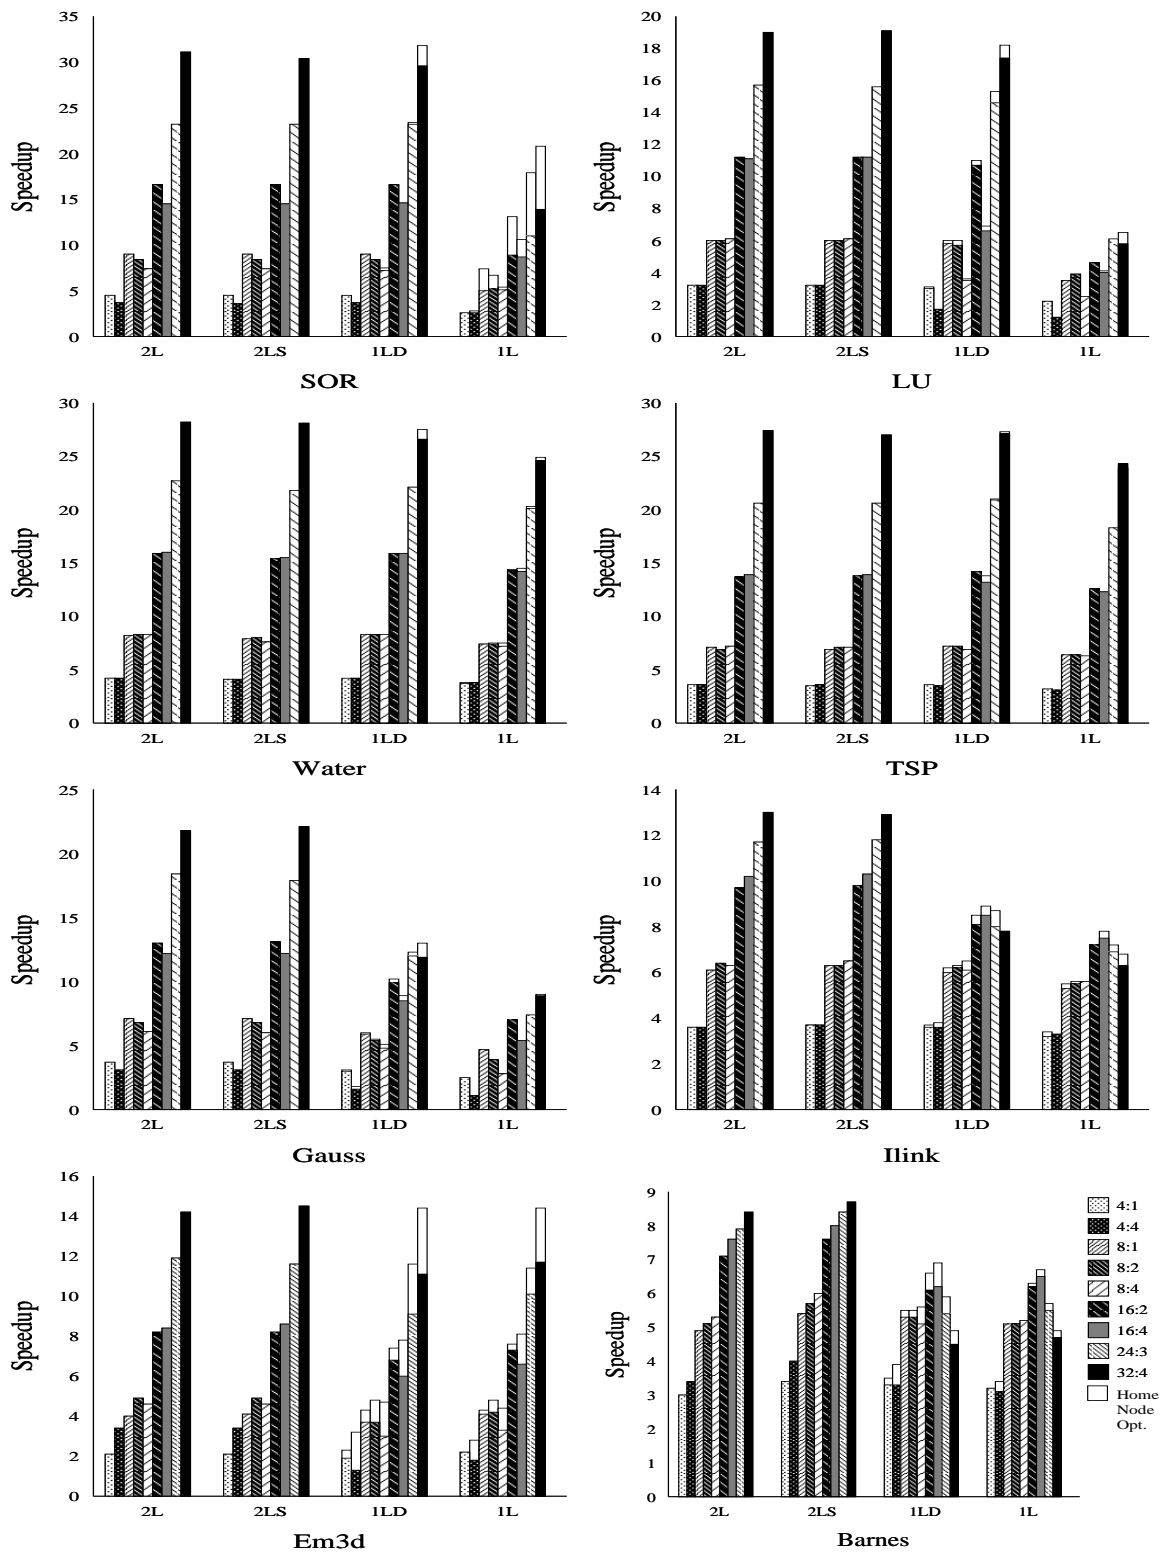 35
30
25
20
15
10
5
0
Speedup
2L 2LS 1LD 1L
SOR
20
18
16
14
12
10
8
6
4
2
0
Speedup
2L 2LS 1LD 1L
LU
30
25
20
15
10
5
0
Speedup
2L 2LS 1LD 1L
Water
30
25
20
15
10
5
0
Speedup
2L 2LS 1LD 1L
TSP
25
20
15
10
5
0
Speedup
2L 2LS 1LD 1L
Gauss
14
12
10
8
6
4
2
0
Speedup
2L 2LS 1LD 1L
Ilink
16
14
12
10
8
6
4
2
0
Speedup
2L 2LS 1LD 1L
Em3d
9
8
7
6
5
4
3
2
1
0
Speedup
2L 2LS 1LD 1L
Barnes
4:1
4:4
8:1
8:2
8:4
16:2
16:4
24:3
32:4
Home
Node
Opt.